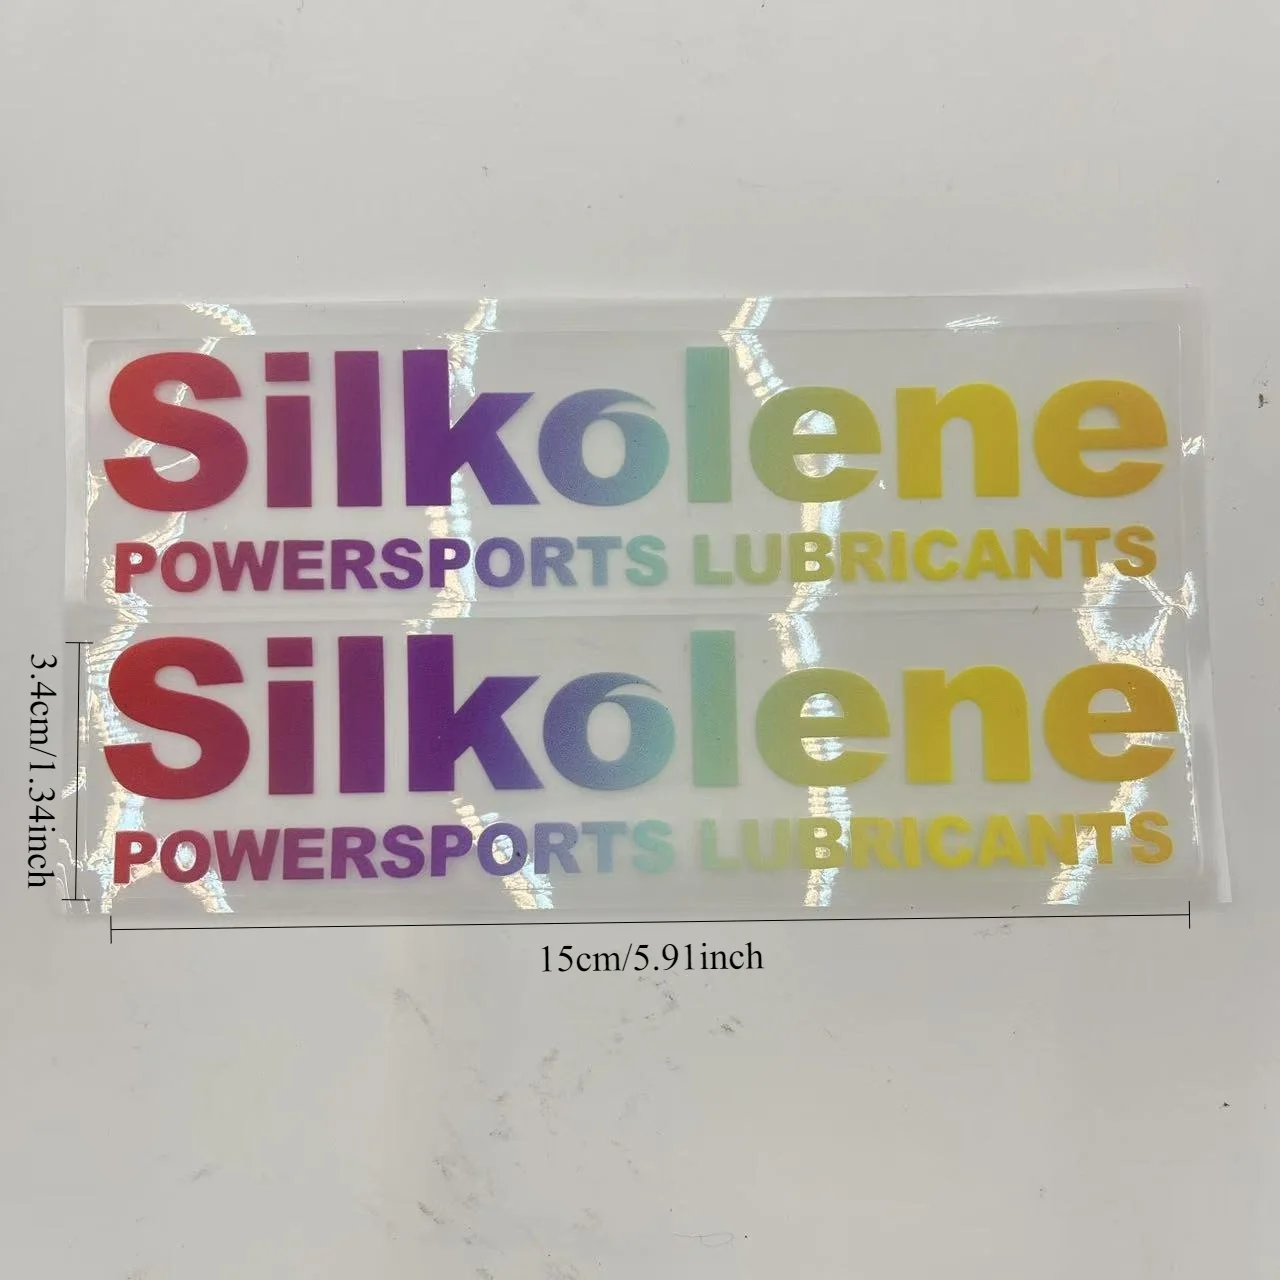 Silkolene
POWERSPORTS LUBRICANTS
Silkolene
POWERSPORTS LUBRICANTS
3.4cm/1.34inch
15cm/5.91inch